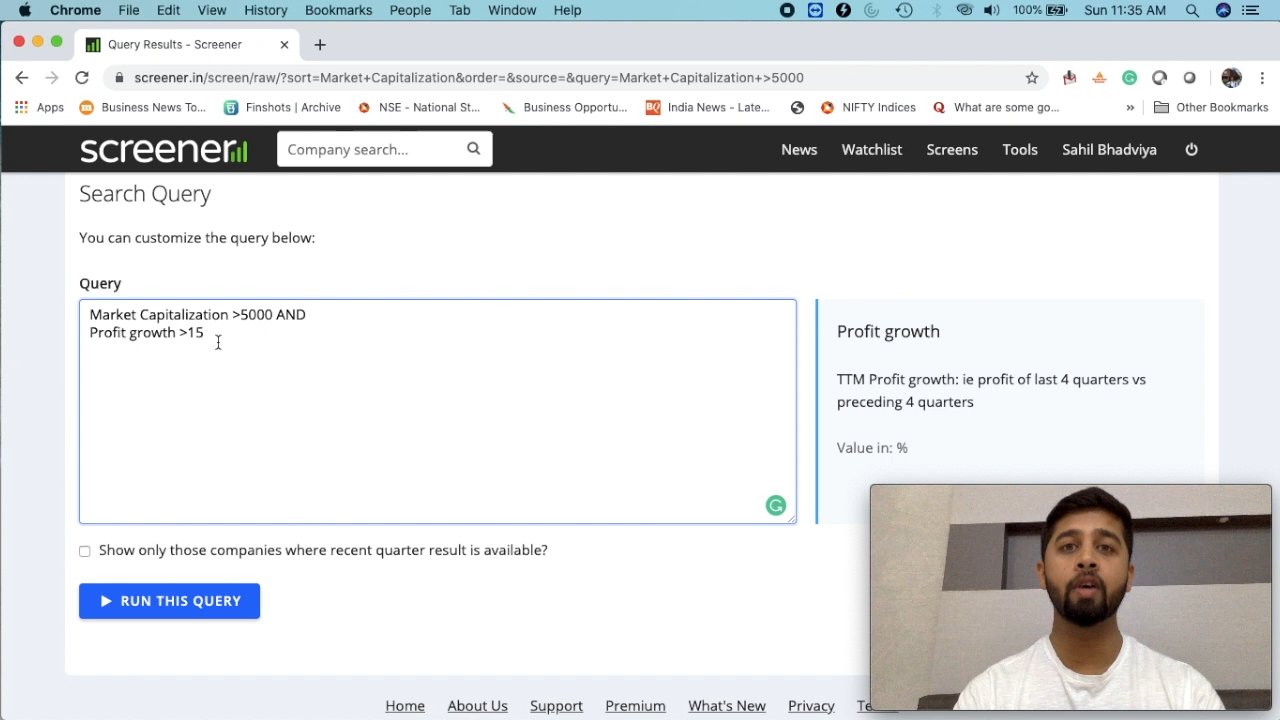 Chrome File Edit View History Bookmarks People Tab Window Help 100% Sun 11:35 AM
Query Results - Screener
screener.in/screen/raw/?sort=Market+Capitalization&order=&source=&query=Market+Capitalization+>5000
Apps Business News To... Finshots | Archive NSE - National St... Business Opportu... BQ India News - Late... NIFTY Indices Q What are some go... » Other Bookmarks
screener Company search... News Watchlist Screens Tools Sahil Bhadviya
Search Query
You can customize the query below:
Query
Market Capitalization >5000 AND
Profit growth >15
Profit growth
TTM Profit growth: ie profit of last 4 quarters vs
preceding 4 quarters
Value in: %
Show only those companies where recent quarter result is available?
RUN THIS QUERY
Home About Us Support Premium What's New Privacy